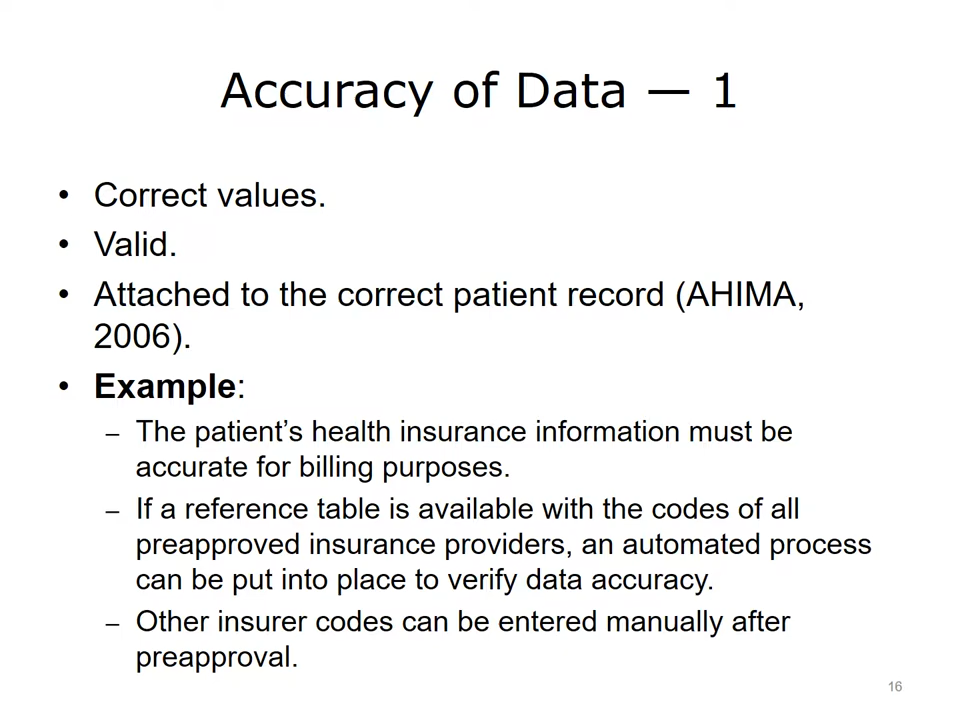 Accuracy of Data — 1
• Correct values.
• Valid.
• Attached to the correct patient record (AHIMA,
2006).
• Example:
– The patient’s health insurance information must be
accurate for billing purposes.
– If a reference table is available with the codes of all
preapproved insurance providers, an automated process
can be put into place to verify data accuracy.
– Other insurer codes can be entered manually after
preapproval.
16